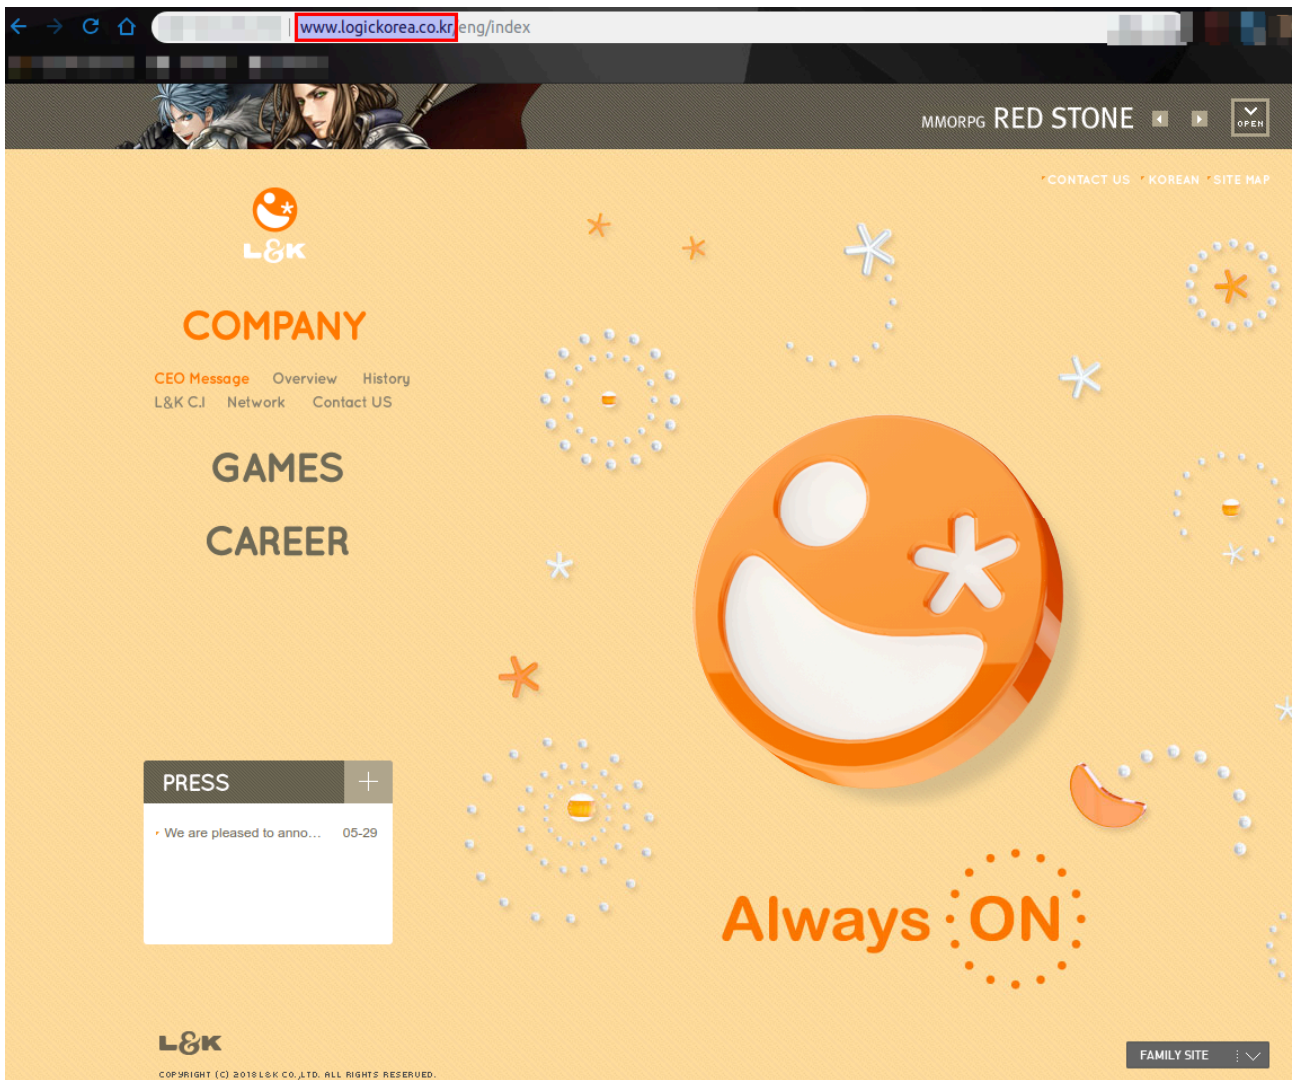 www.logickorea.co.kr/eng/index
MMORPG RED STONE
OPEN
CONTACT US KOREAN SITE MAP
L&K
COMPANY
CEO Message Overview History
L&K C.I Network Contact US
GAMES
CAREER
PRESS
We are pleased to anno... 05-29
Always ON
L&K
FAMILY SITE
COPYRIGHT (C) 2018 L&K CO.,LTD. ALL RIGHTS RESERVED.